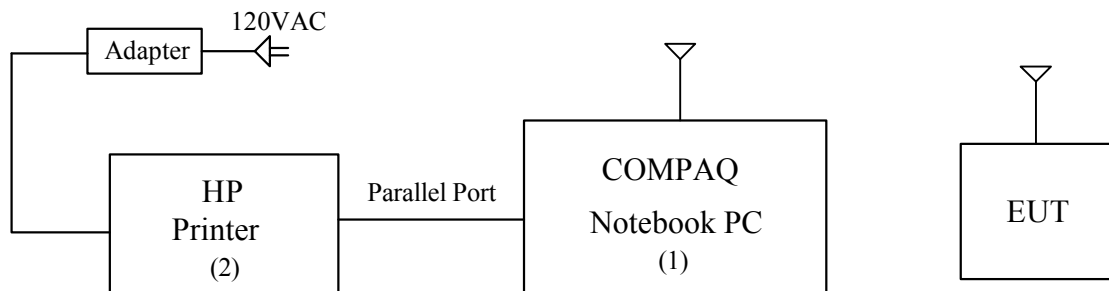 120VAC
Adapter
HP
Printer
(2)
Parallel Port
COMPAQ
Notebook PC
(1)
EUT